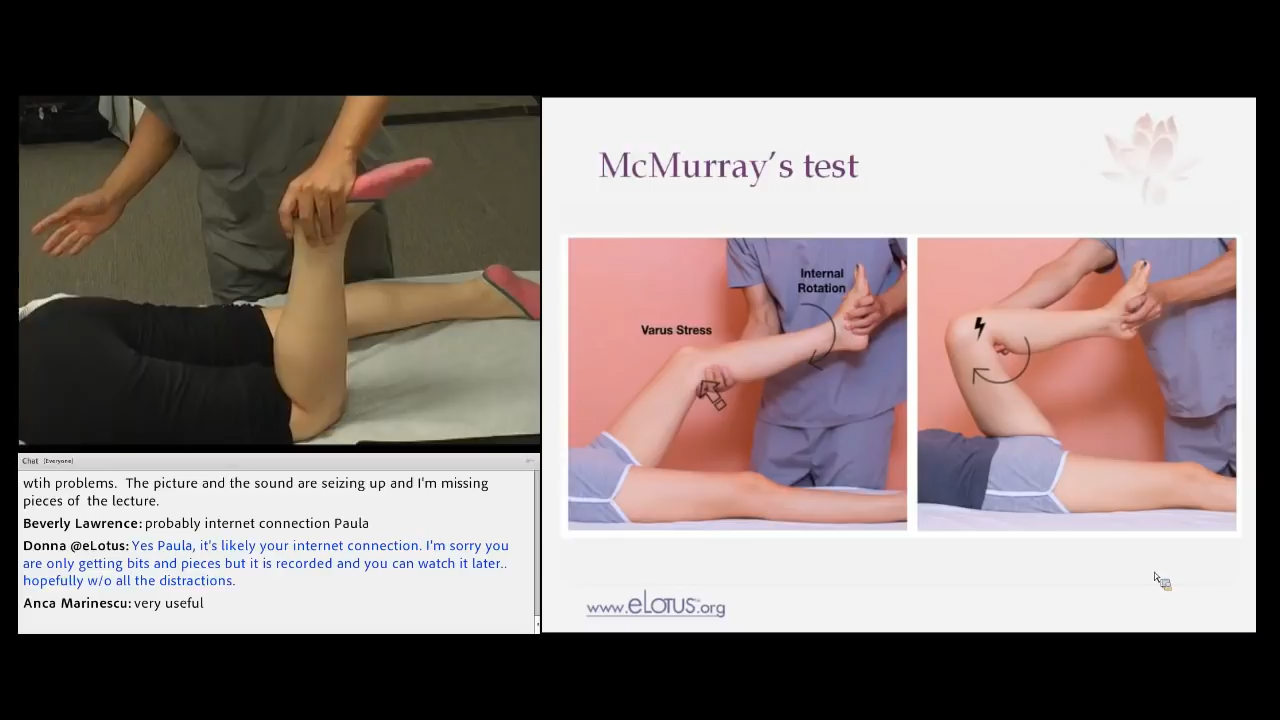 McMurray's test
Varus Stress
Internal
Rotation
www.eLOTUS.org
Chat (Everyone)
wtih problems.  The picture and the sound are seizing up and I'm missing
pieces of  the lecture.
Beverly Lawrence: probably internet connection Paula
Donna @eLotus: Yes Paula, it's likely your internet connection. I'm sorry you
are only getting bits and pieces but it is recorded and you can watch it later..
hopefully w/o all the distractions.
Anca Marinescu: very useful